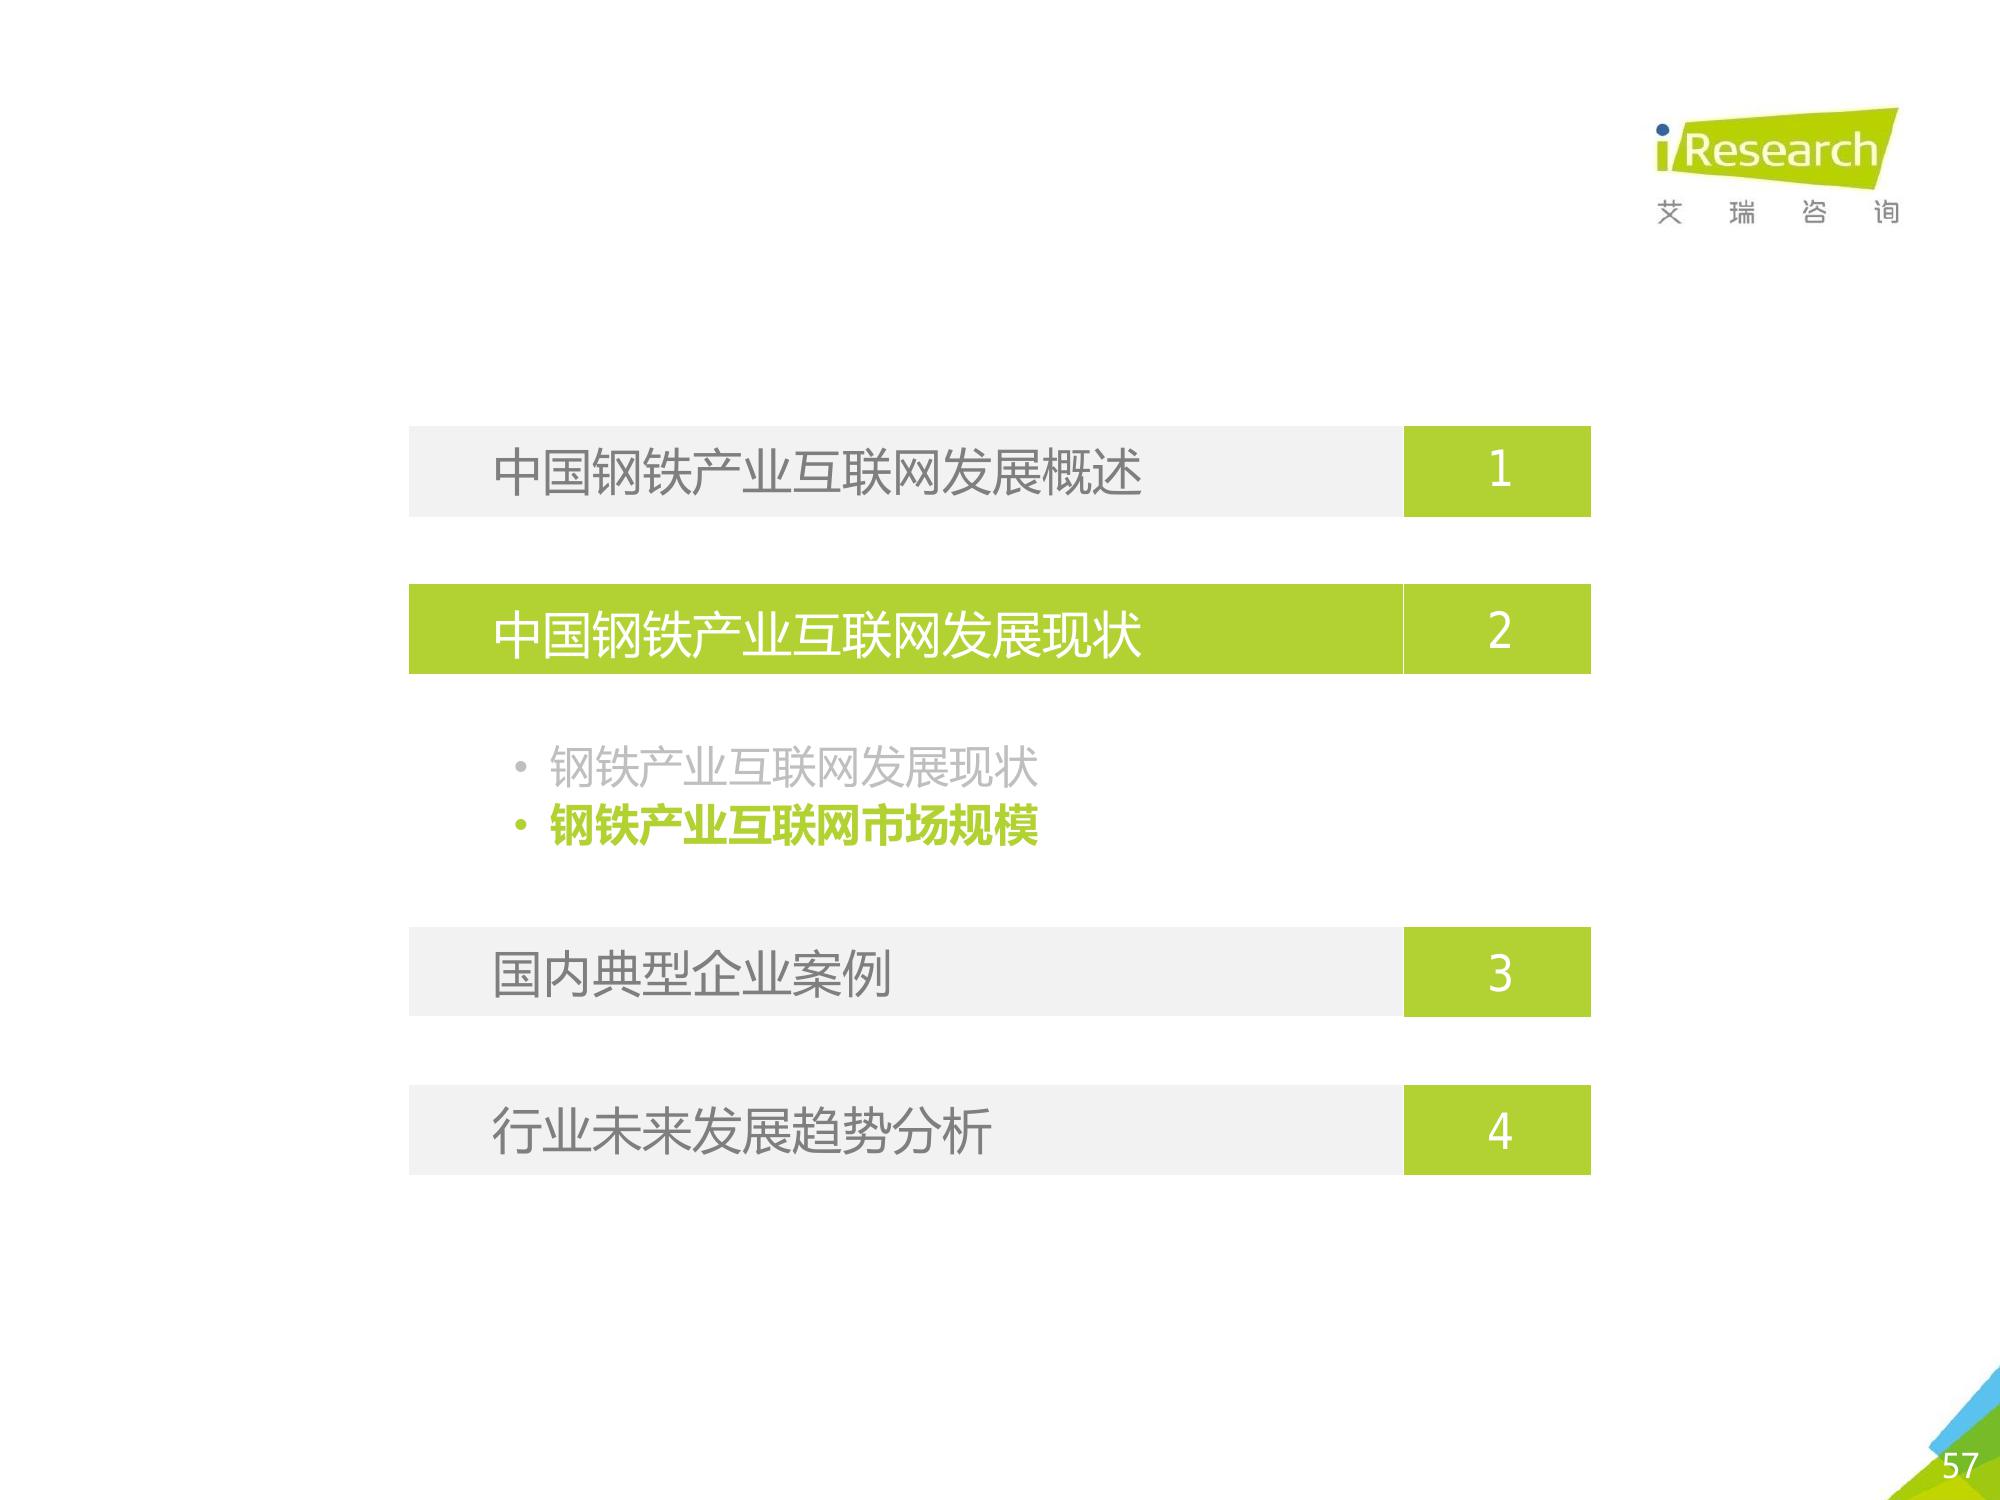 iResearch
艾瑞咨询
中国钢铁产业互联网发展概述 1
中国钢铁产业互联网发展现状 2
• 钢铁产业互联网发展现状
• 钢铁产业互联网市场规模
国内典型企业案例 3
行业未来发展趋势分析 4
57